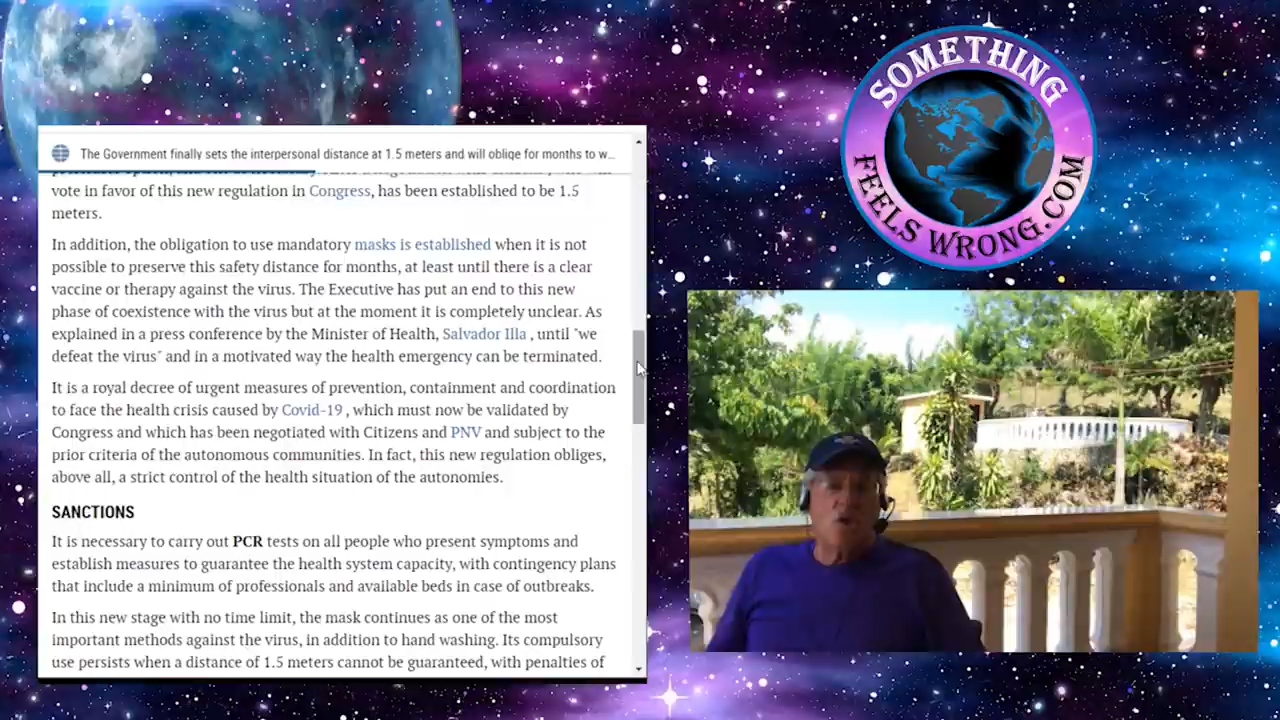 SOMETHING
FEELS WRONG.COM
The Government finally sets the interpersonal distance at 1.5 meters and will oblige for months to w...
vote in favor of this new regulation in Congress, has been established to be 1.5
meters.
In addition, the obligation to use mandatory masks is established when it is not
possible to preserve this safety distance for months, at least until there is a clear
vaccine or therapy against the virus. The Executive has put an end to this new
phase of coexistence with the virus but at the moment it is completely unclear. As
explained in a press conference by the Minister of Health, Salvador Illa , until "we
defeat the virus" and in a motivated way the health emergency can be terminated.
It is a royal decree of urgent measures of prevention, containment and coordination
to face the health crisis caused by Covid-19 , which must now be validated by
Congress and which has been negotiated with Citizens and PNV and subject to the
prior criteria of the autonomous communities. In fact, this new regulation obliges,
above all, a strict control of the health situation of the autonomies.
SANCTIONS
It is necessary to carry out PCR tests on all people who present symptoms and
establish measures to guarantee the health system capacity, with contingency plans
that include a minimum of professionals and available beds in case of outbreaks.
In this new stage with no time limit, the mask continues as one of the most
important methods against the virus, in addition to hand washing. Its compulsory
use persists when a distance of 1.5 meters cannot be guaranteed, with penalties of